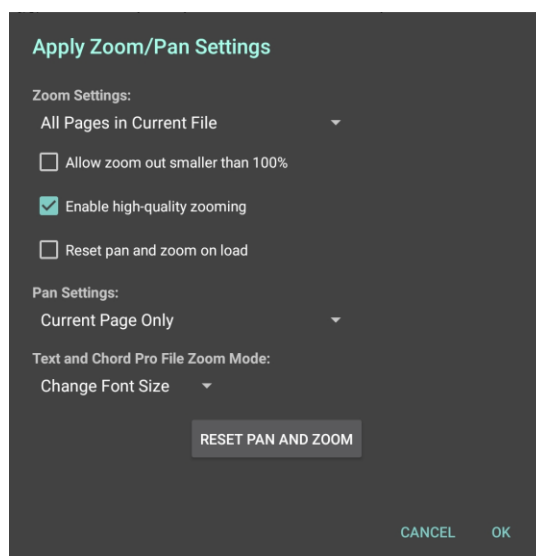 Apply Zoom/Pan Settings
Zoom Settings:
All Pages in Current File
Allow zoom out smaller than 100%
Enable high-quality zooming
Reset pan and zoom on load
Pan Settings:
Current Page Only
Text and Chord Pro File Zoom Mode:
Change Font Size
RESET PAN AND ZOOM
CANCEL OK